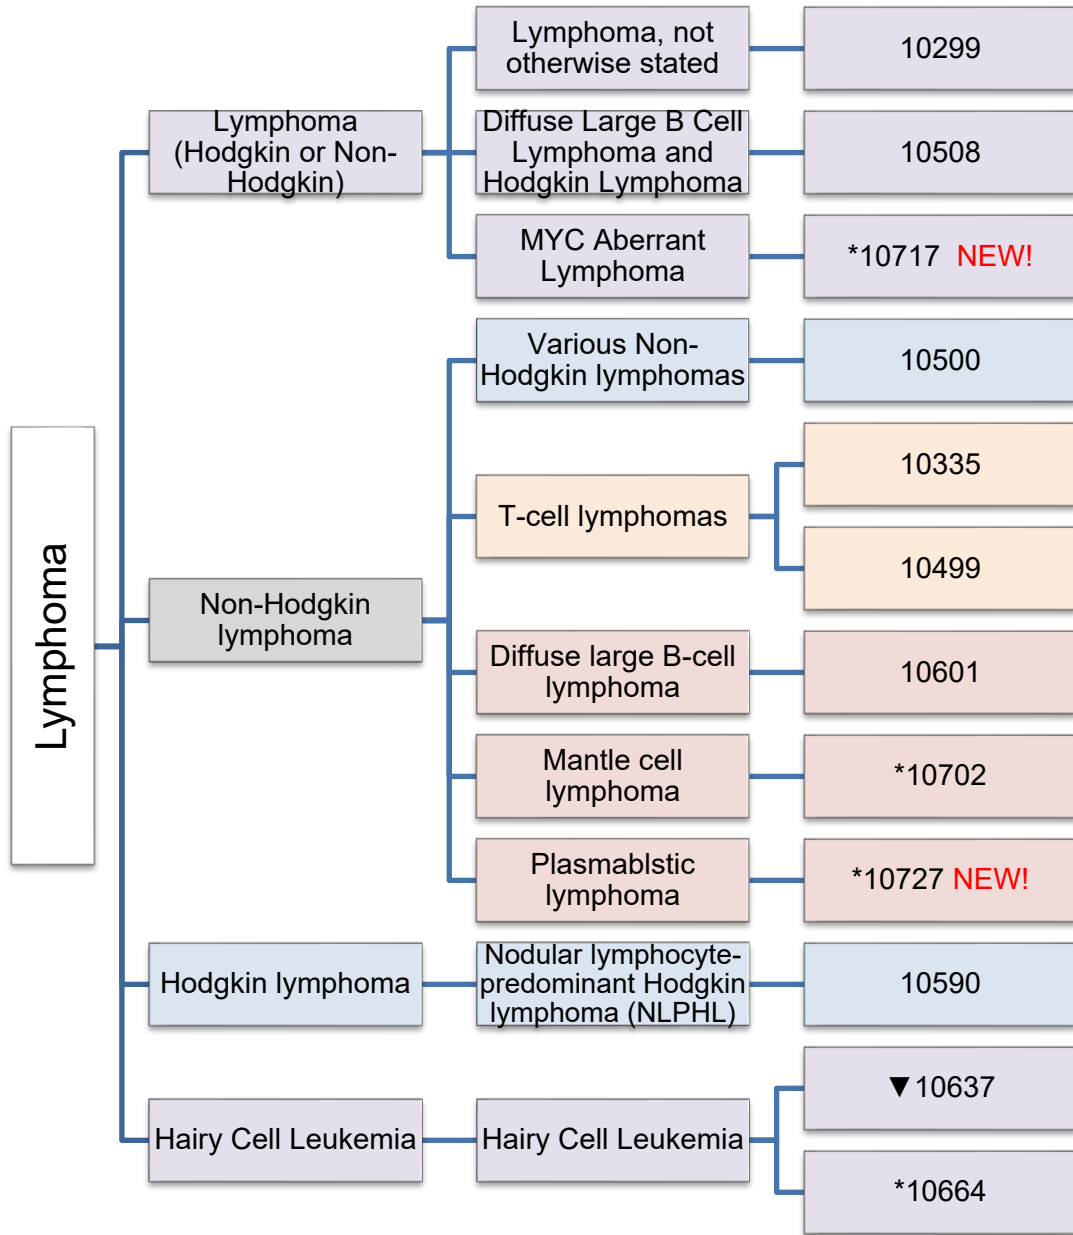 Lymphoma
Lymphoma
(Hodgkin or Non-
Hodgkin)
Lymphoma, not
otherwise stated
10299
Diffuse Large B Cell
Lymphoma and
Hodgkin Lymphoma
10508
MYC Aberrant
Lymphoma
*10717  NEW!
Non-Hodgkin
lymphoma
Various Non-
Hodgkin lymphomas
10500
T-cell lymphomas
10335
10499
Diffuse large B-cell
lymphoma
10601
Mantle cell
lymphoma
*10702
Plasmablstic
lymphoma
*10727 NEW!
Hodgkin lymphoma
Nodular lymphocyte-
predominant Hodgkin
lymphoma (NLPHL)
10590
Hairy Cell Leukemia
Hairy Cell Leukemia
▼10637
*10664